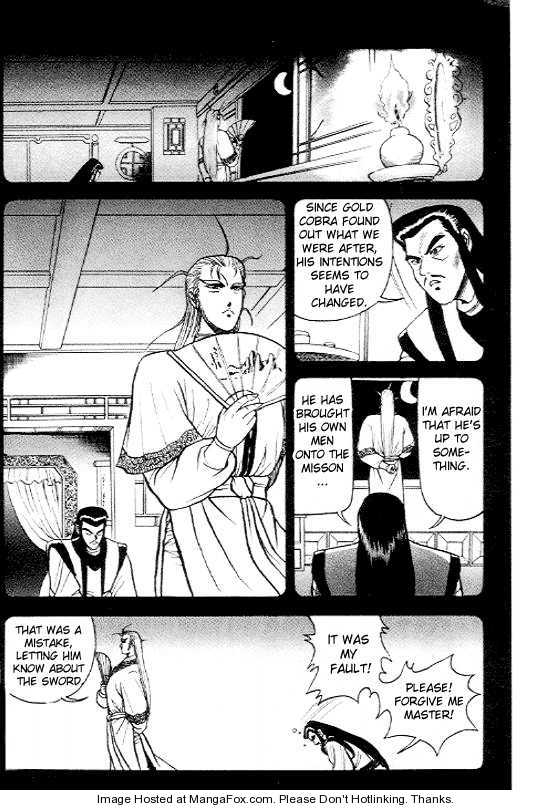 SINCE GOLD
COBRA FOUND
OUT WHAT WE
WERE AFTER,
HIS INTENTIONS
SEEMS TO
HAVE
CHANGED.
I'M AFRAID
THAT HE'S
UP TO
SOME-
THING.
HE HAS
BROUGHT
HIS OWN
MEN
ONTO THE
MISSON
...
THAT WAS A
MISTAKE,
LETTING HIM
KNOW ABOUT
THE SWORD.
IT WAS
MY
FAULT!
PLEASE!
FORGIVE ME
MASTER!
Image Hosted at MangaFox.com. Please Don't Hotlinking. Thanks.